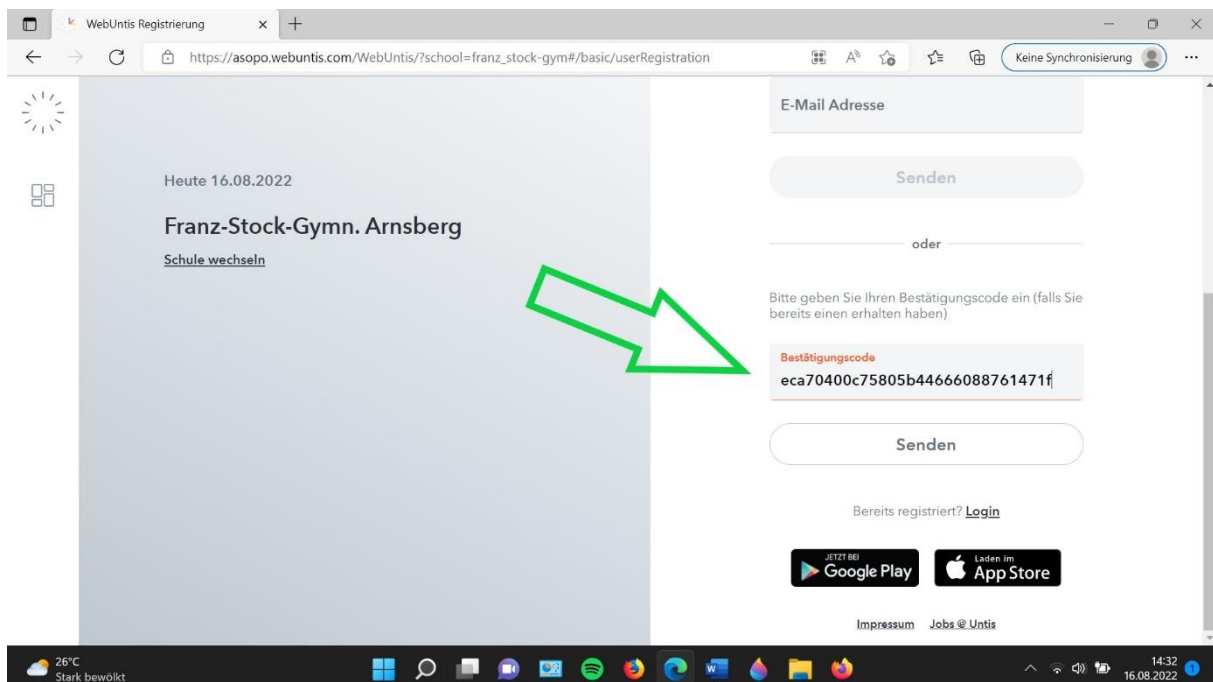 WebUntis Registrierung
https://asopo.webuntis.com/WebUntis/?school=franz_stock-gym#/basic/userRegistration
Keine Synchronisierung
E-Mail Adresse
Senden
Heute 16.08.2022
Franz-Stock-Gymn. Arnsberg
Schule wechseln
oder
Bitte geben Sie Ihren Bestätigungscode ein (falls Sie
bereits einen erhalten haben)
Bestätigungscode
eca70400c75805b44666088761471f
Senden
Bereits registriert? Login
JETZT BEI
Google Play
Laden im
App Store
Impressum Jobs @ Untis
26°C
Stark bewölkt
14:32
16.08.2022
1